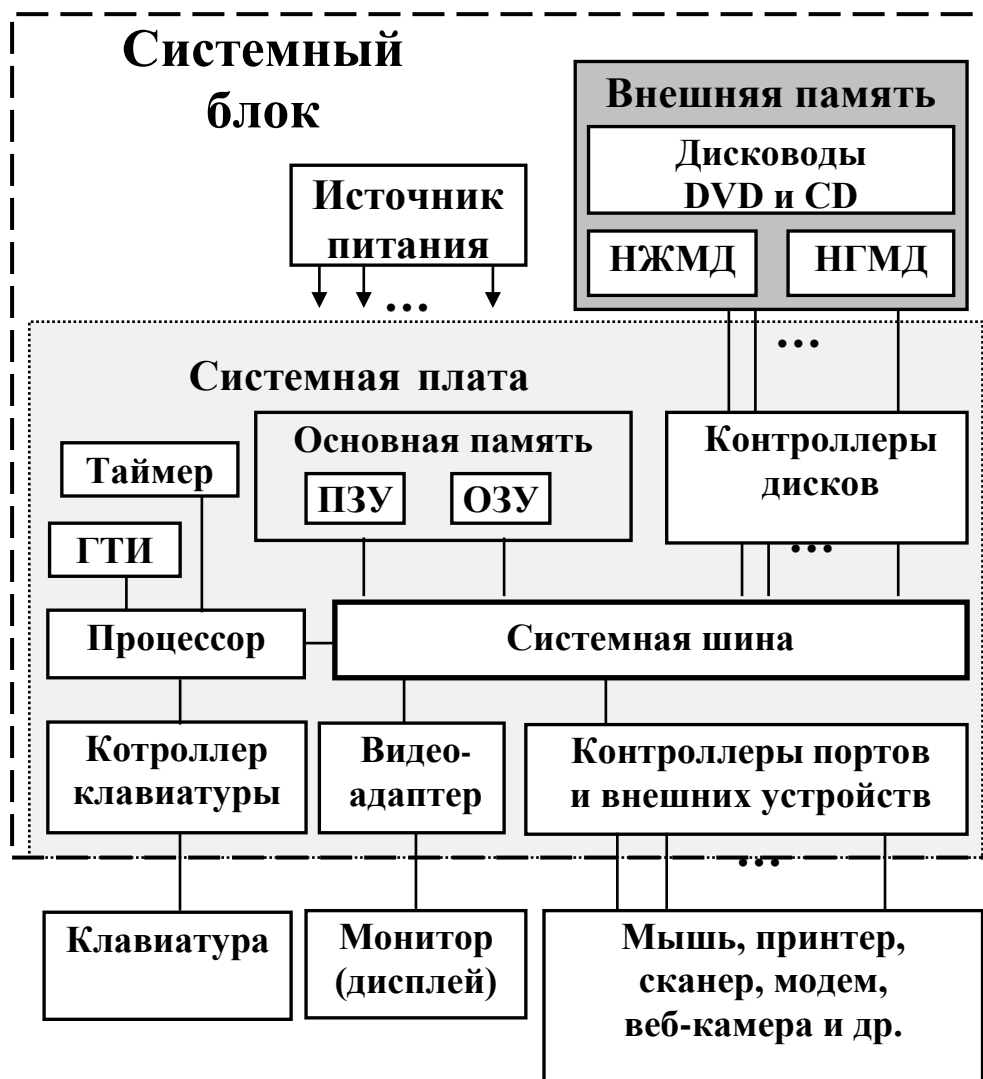 Системный
блок
Внешняя память
Дисководы
DVD и CD
НЖМД
НГМД
Источник
питания
...
...
Системная плата
Основная память
ПЗУ
ОЗУ
Контроллеры
дисков
...
Таймер
ГТИ
Процессор
Системная шина
Котроллер
клавиатуры
Видео-
адаптер
Контроллеры портов
и внешних устройств
...
Клавиатура
Монитор
(дисплей)
Мышь, принтер,
сканер, модем,
веб-камера и др.